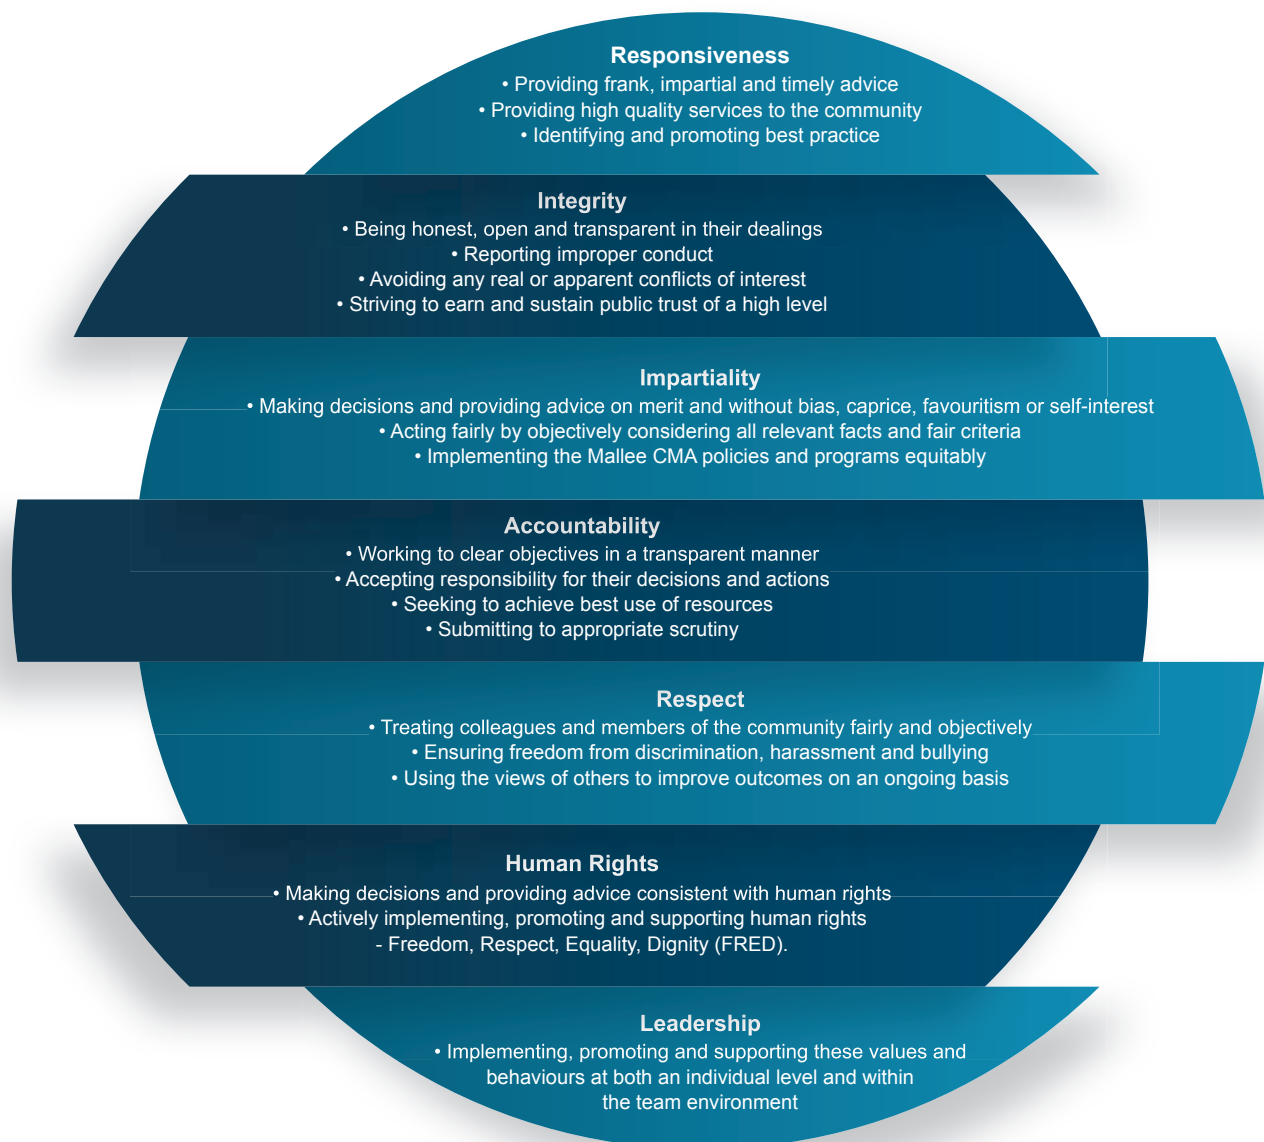 Responsiveness
• Providing frank, impartial and timely advice
• Providing high quality services to the community
• Identifying and promoting best practice
Integrity
• Being honest, open and transparent in their dealings
• Reporting improper conduct
• Avoiding any real or apparent conflicts of interest
• Striving to earn and sustain public trust of a high level
Impartiality
• Making decisions and providing advice on merit and without bias, caprice, favouritism or self-interest
• Acting fairly by objectively considering all relevant facts and fair criteria
• Implementing the Mallee CMA policies and programs equitably
Accountability
• Working to clear objectives in a transparent manner
• Accepting responsibility for their decisions and actions
• Seeking to achieve best use of resources
• Submitting to appropriate scrutiny
Respect
• Treating colleagues and members of the community fairly and objectively
• Ensuring freedom from discrimination, harassment and bullying
• Using the views of others to improve outcomes on an ongoing basis
Human Rights
• Making decisions and providing advice consistent with human rights
• Actively implementing, promoting and supporting human rights
- Freedom, Respect, Equality, Dignity (FRED).
Leadership
• Implementing, promoting and supporting these values and
behaviours at both an individual level and within
the team environment